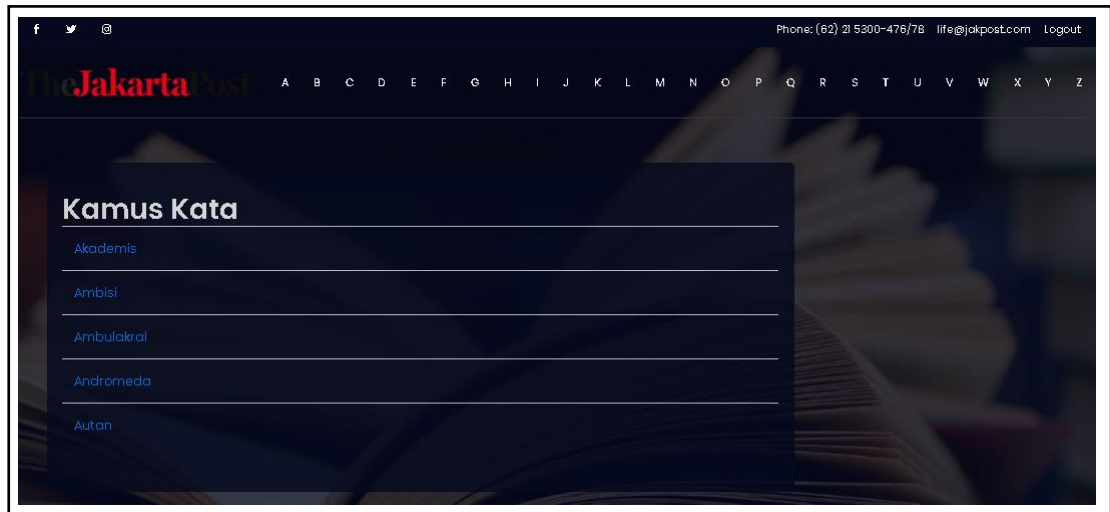 Phone: (62) 21 5300-476/78 life@jakpost.com Logout
TheJakartaPost A B C D E F G H I J K L M N O P Q R S T U V W X Y Z
Kamus Kata
Akademis
Ambisi
Ambulakral
Andromeda
Autan